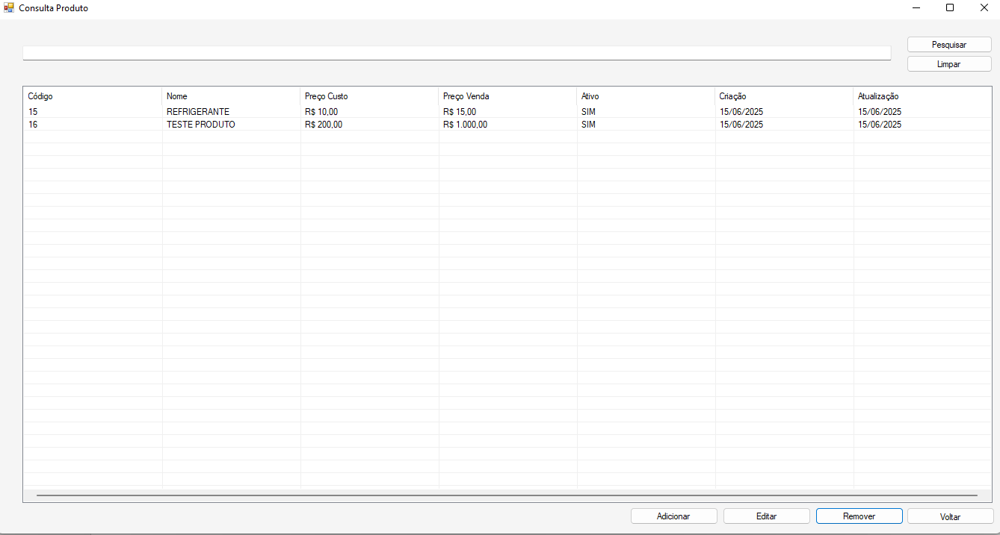 Consulta Produto
Pesquisar
Limpar
Código Nome Preço Custo Preço Venda Ativo Criação Atualização
15 REFRIGERANTE R$ 10,00 R$ 15,00 SIM 15/06/2025 15/06/2025
16 TESTE PRODUTO R$ 200,00 R$ 1.000,00 SIM 15/06/2025 15/06/2025
Adicionar Editar Remover Voltar